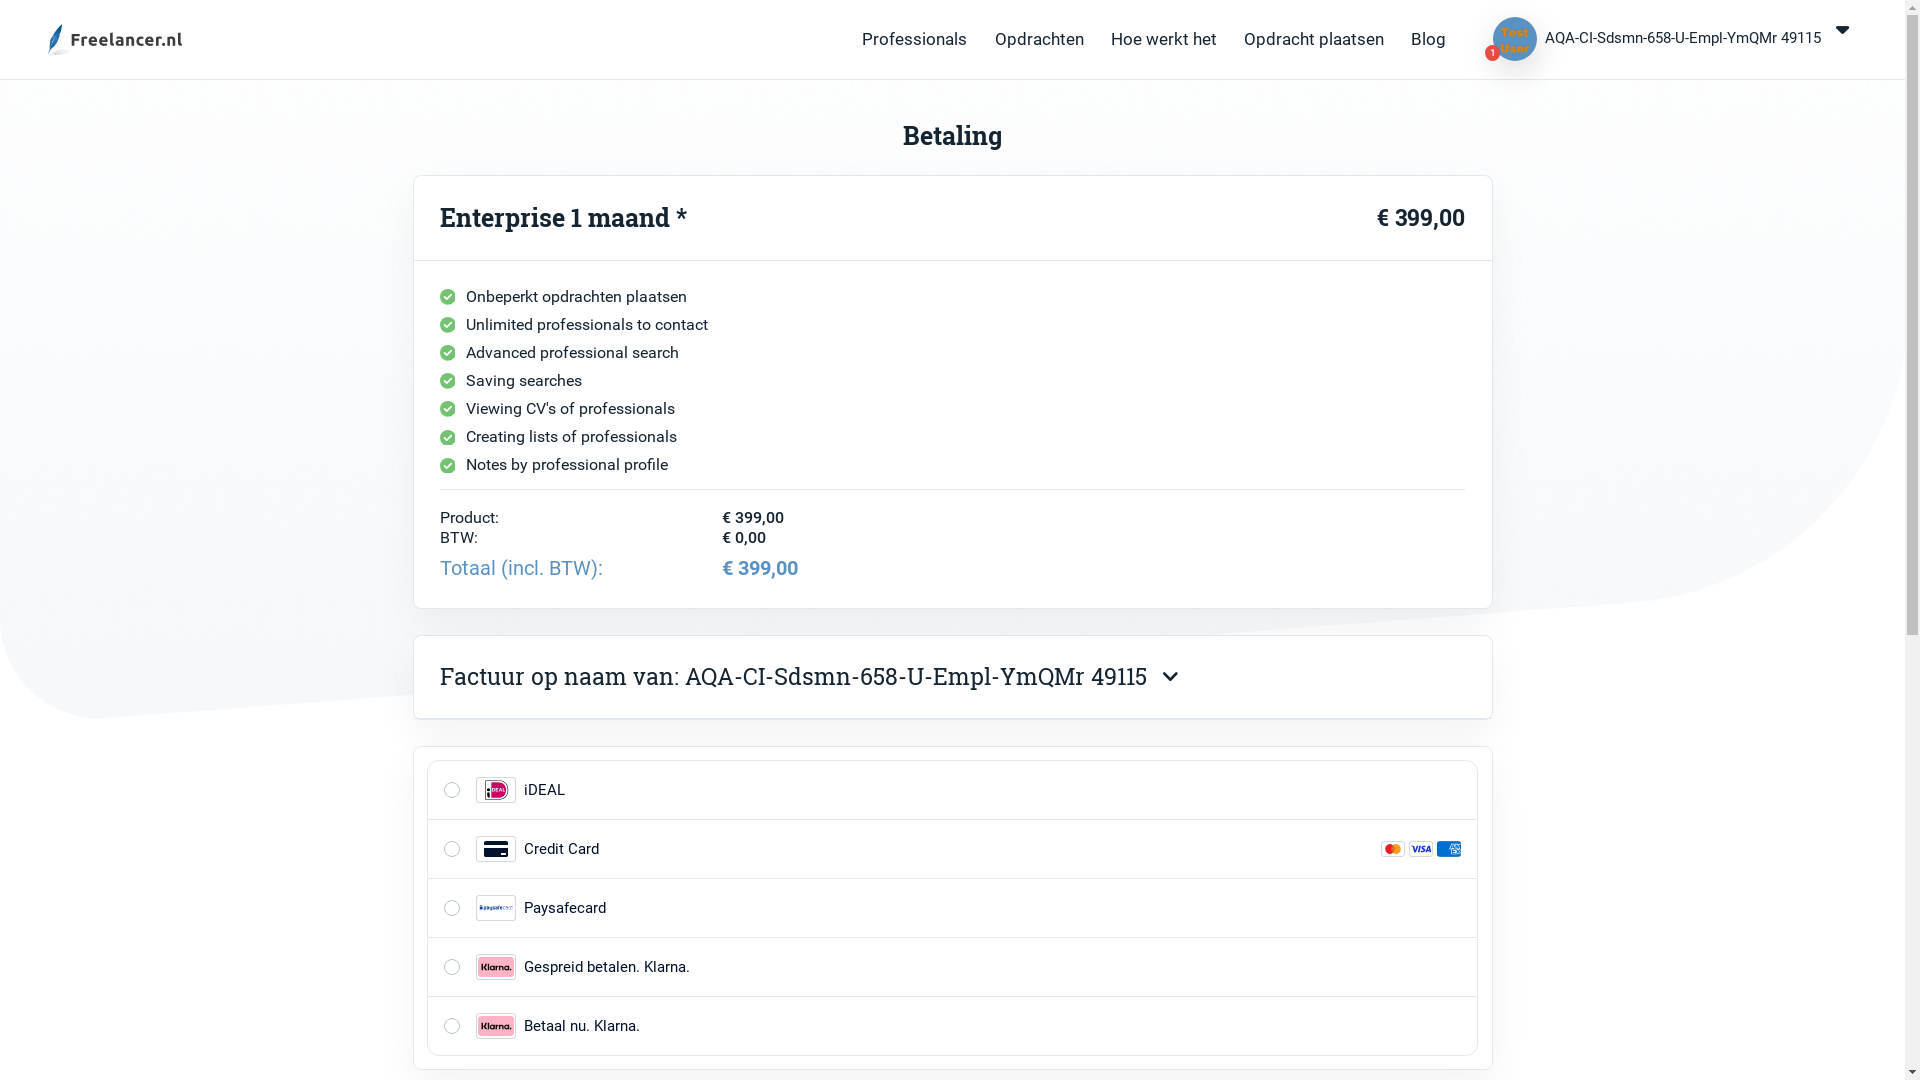 Freelancer.nl
Professionals Opdrachten Hoe werkt het Opdracht plaatsen Blog
Test User
1
AQA-CI-Sdsmn-658-U-Empl-YmQMr 49115
Betaling
Enterprise 1 maand * € 399,00
Onbeperkt opdrachten plaatsen
Unlimited professionals to contact
Advanced professional search
Saving searches
Viewing CV's of professionals
Creating lists of professionals
Notes by professional profile
Product: € 399,00
BTW: € 0,00
Totaal (incl. BTW): € 399,00
Factuur op naam van: AQA-CI-Sdsmn-658-U-Empl-YmQMr 49115
iDEAL iDEAL
Credit Card VISA
paysafecard Paysafecard
Klarna. Gespreid betalen. Klarna.
Klarna. Betaal nu. Klarna.